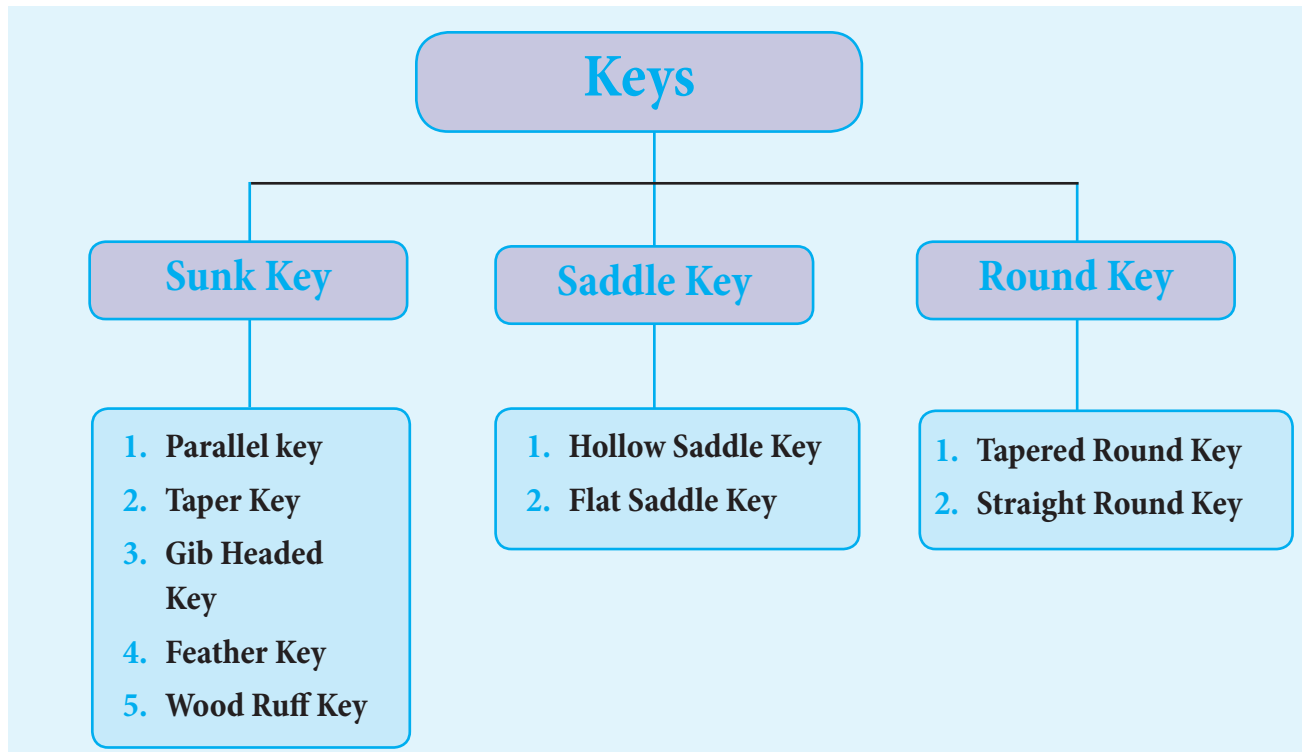 Keys
Sunk Key
Saddle Key
Round Key
1. Parallel key
2. Taper Key
3. Gib Headed
Key
4. Feather Key
5. Wood Ruff Key
1. Hollow Saddle Key
2. Flat Saddle Key
1. Tapered Round Key
2. Straight Round Key